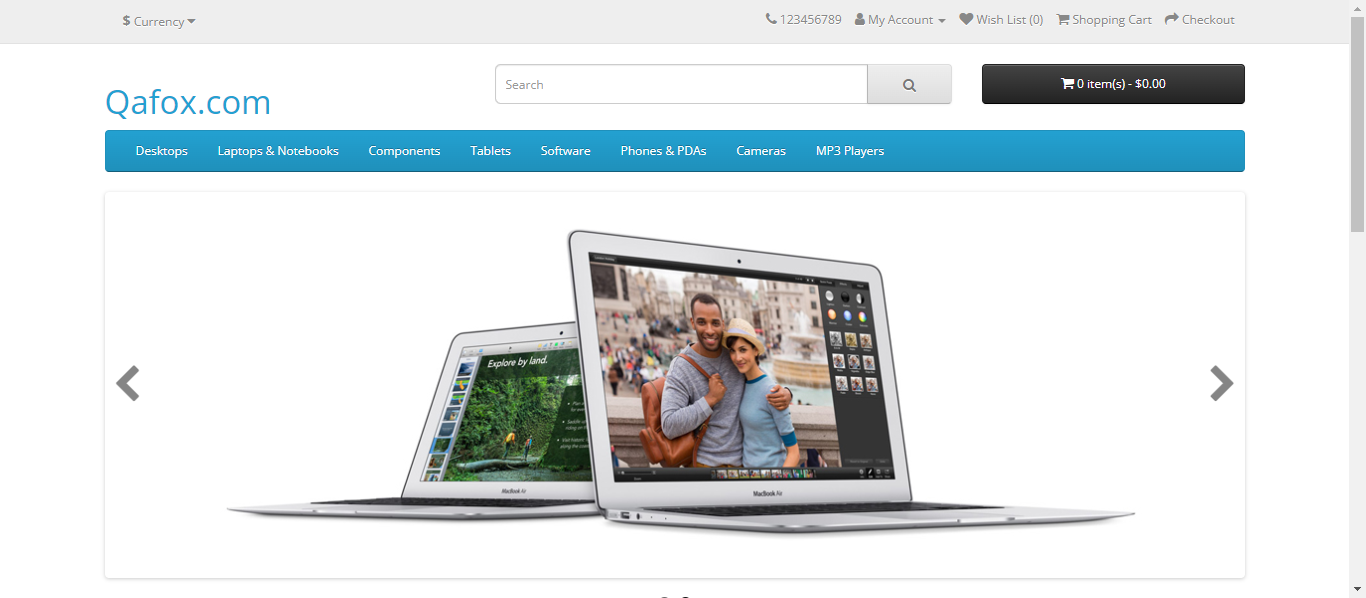 $ Currency
123456789 My Account Wish List (0) Shopping Cart Checkout
Qafox.com
Search
0 item(s) - $0.00
Desktops Laptops & Notebooks Components Tablets Software Phones & PDAs Cameras MP3 Players
Explore by land.
MacBook Air
MacBook Air